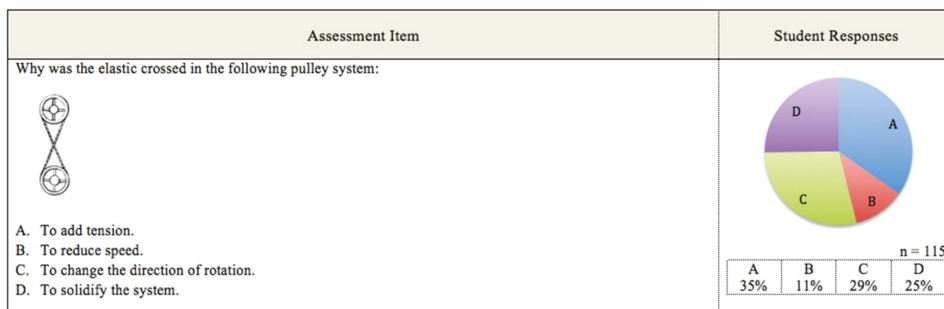 Assessment Item
Student Responses
Why was the elastic crossed in the following pulley system:
A. To add tension.
B. To reduce speed.
C. To change the direction of rotation.
D. To solidify the system.
D
A
C
B
n = 115
A B C D
35% 11% 29% 25%